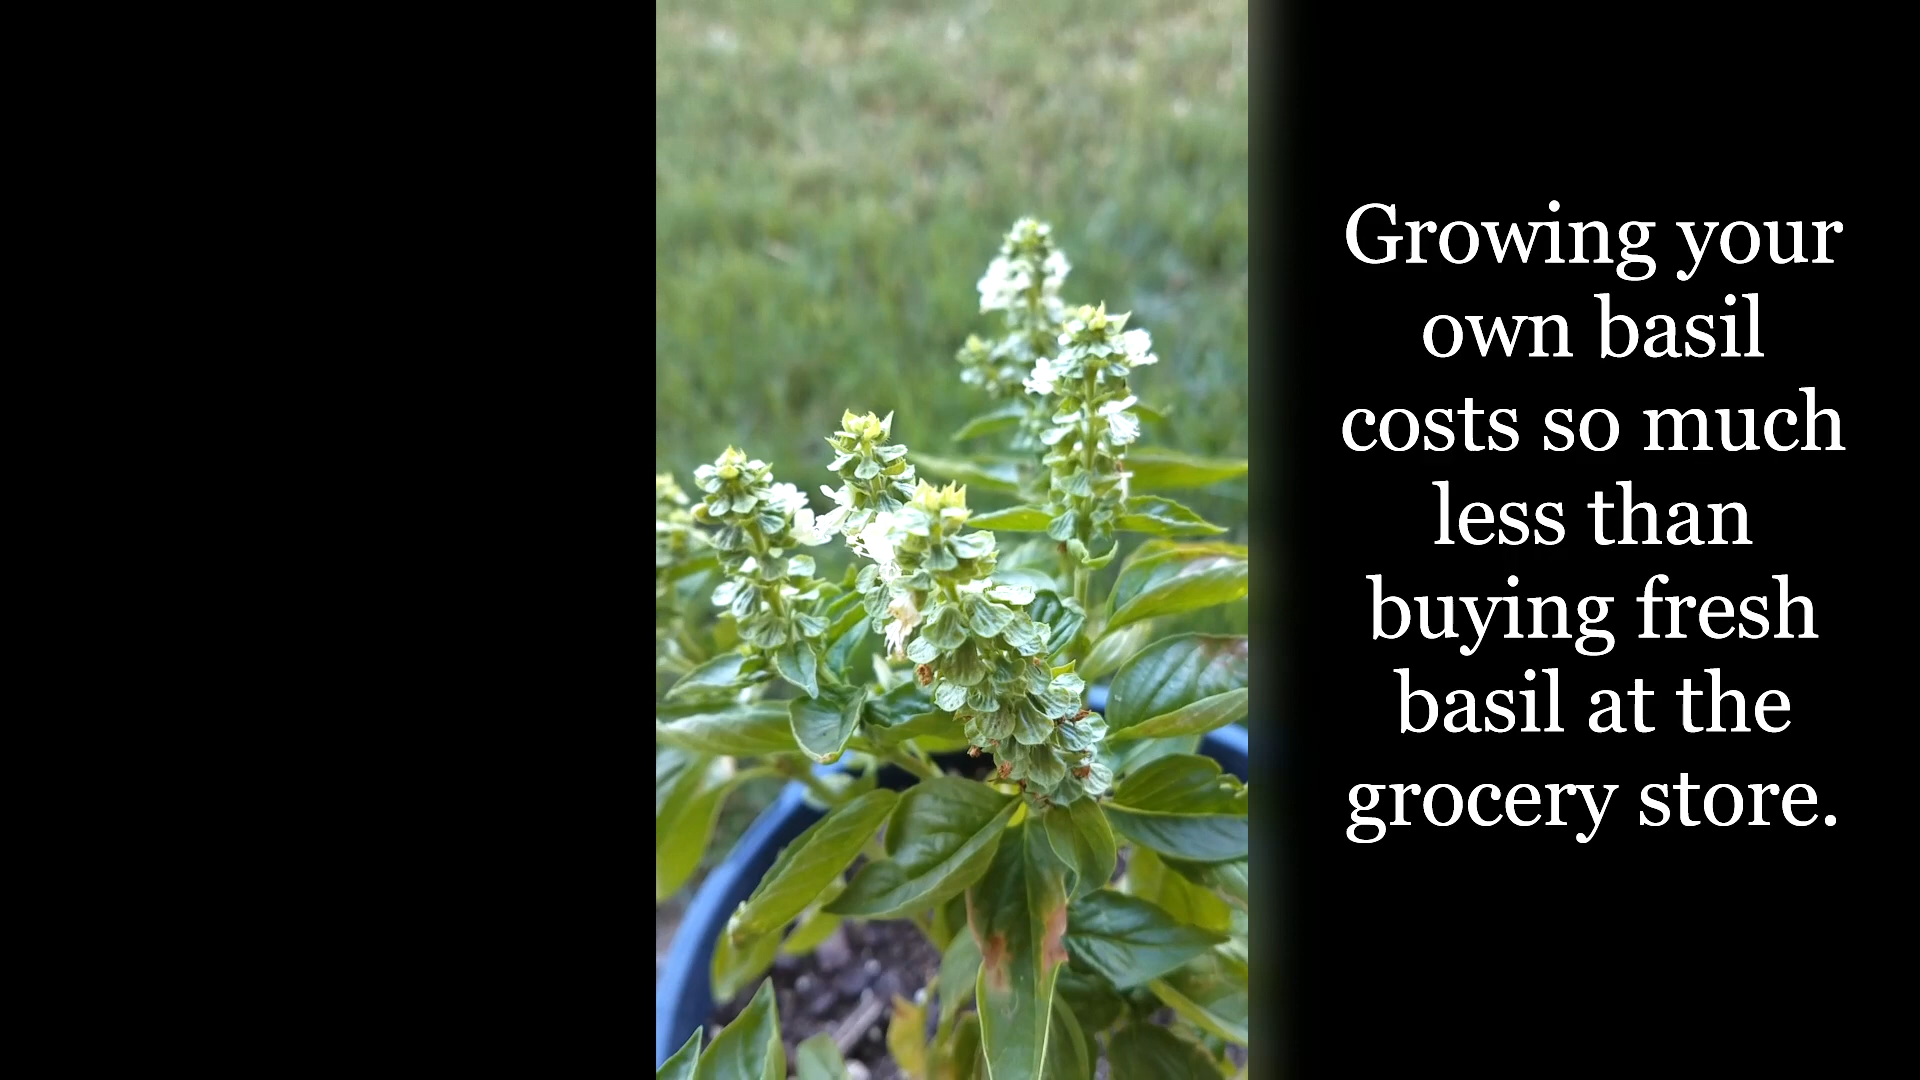 Growing your
own basil
costs so much
less than
buying fresh
basil at the
grocery store.